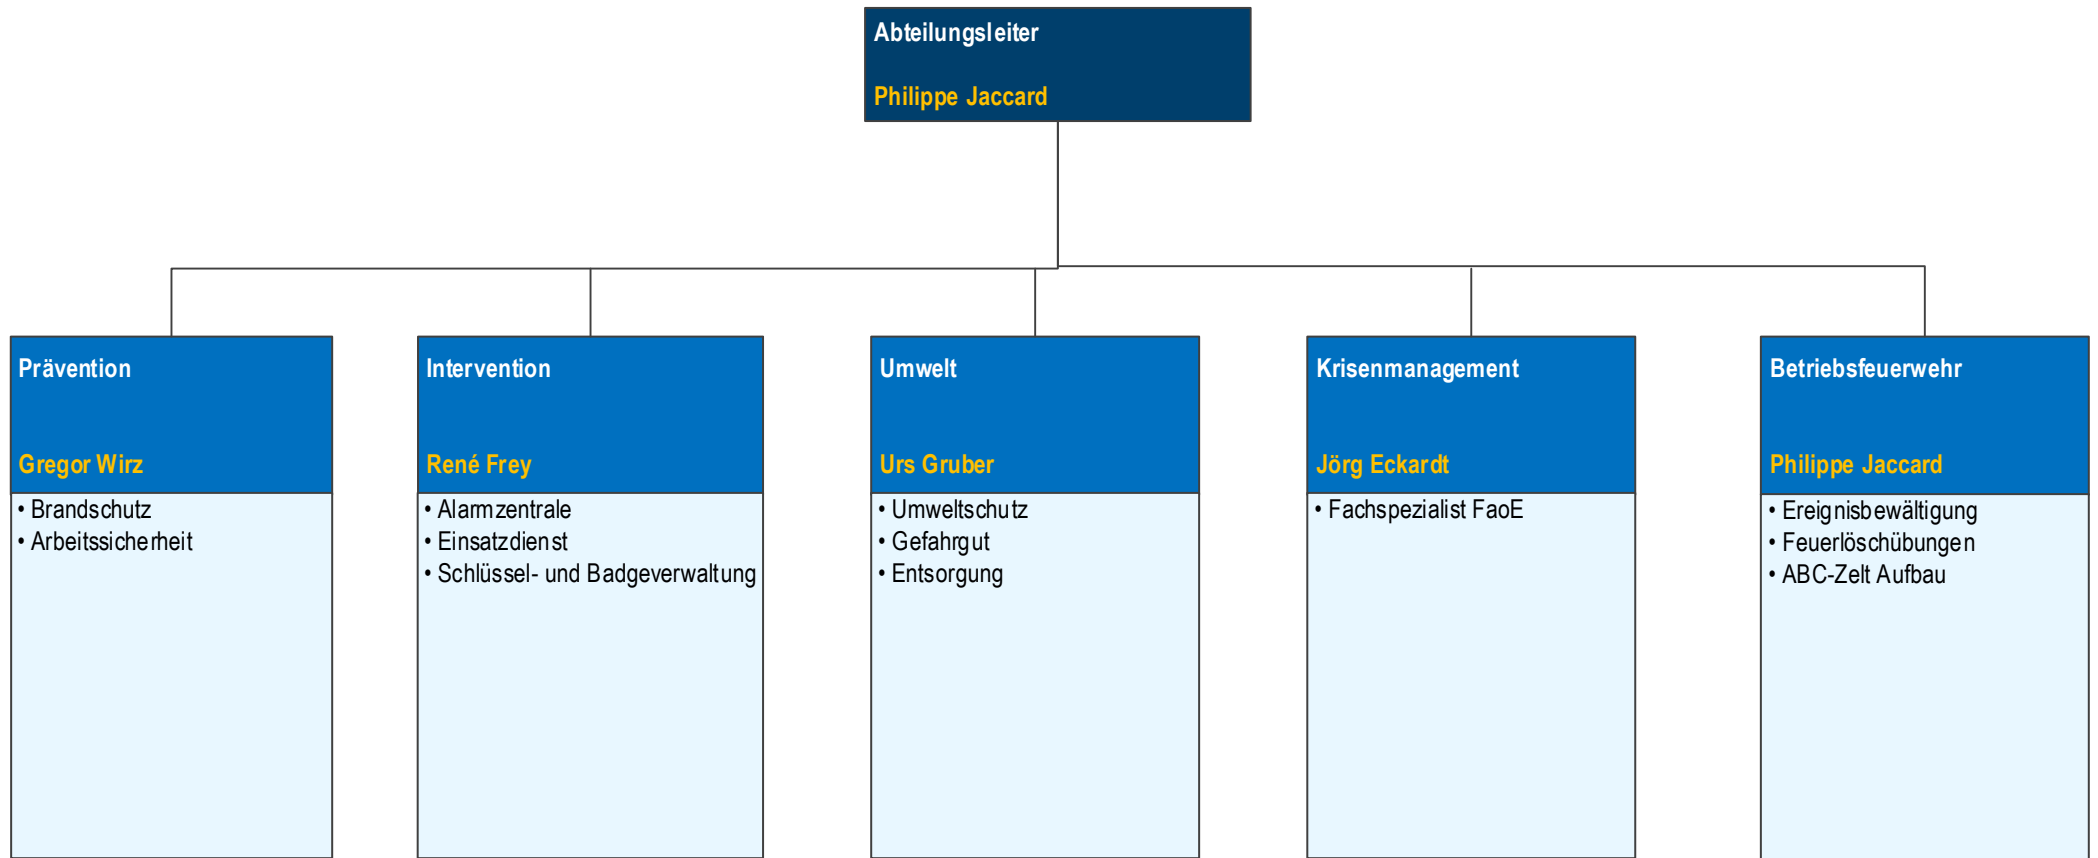 Abteilungsleiter
Philippe Jaccard
Prävention
Gregor Wirz
• Brandschutz
• Arbeitssicherheit
Intervention
René Frey
• Alarmzentrale
• Einsatzdienst
• Schlüssel- und Badgeverwaltung
Umwelt
Urs Gruber
• Umweltschutz
• Gefahrgut
• Entsorgung
Krisenmanagement
Jörg Eckardt
• Fachspezialist FaoE
Betriebsfeuerwehr
Philippe Jaccard
• Ereignisbewältigung
• Feuerlöschübungen
• ABC-Zelt Aufbau